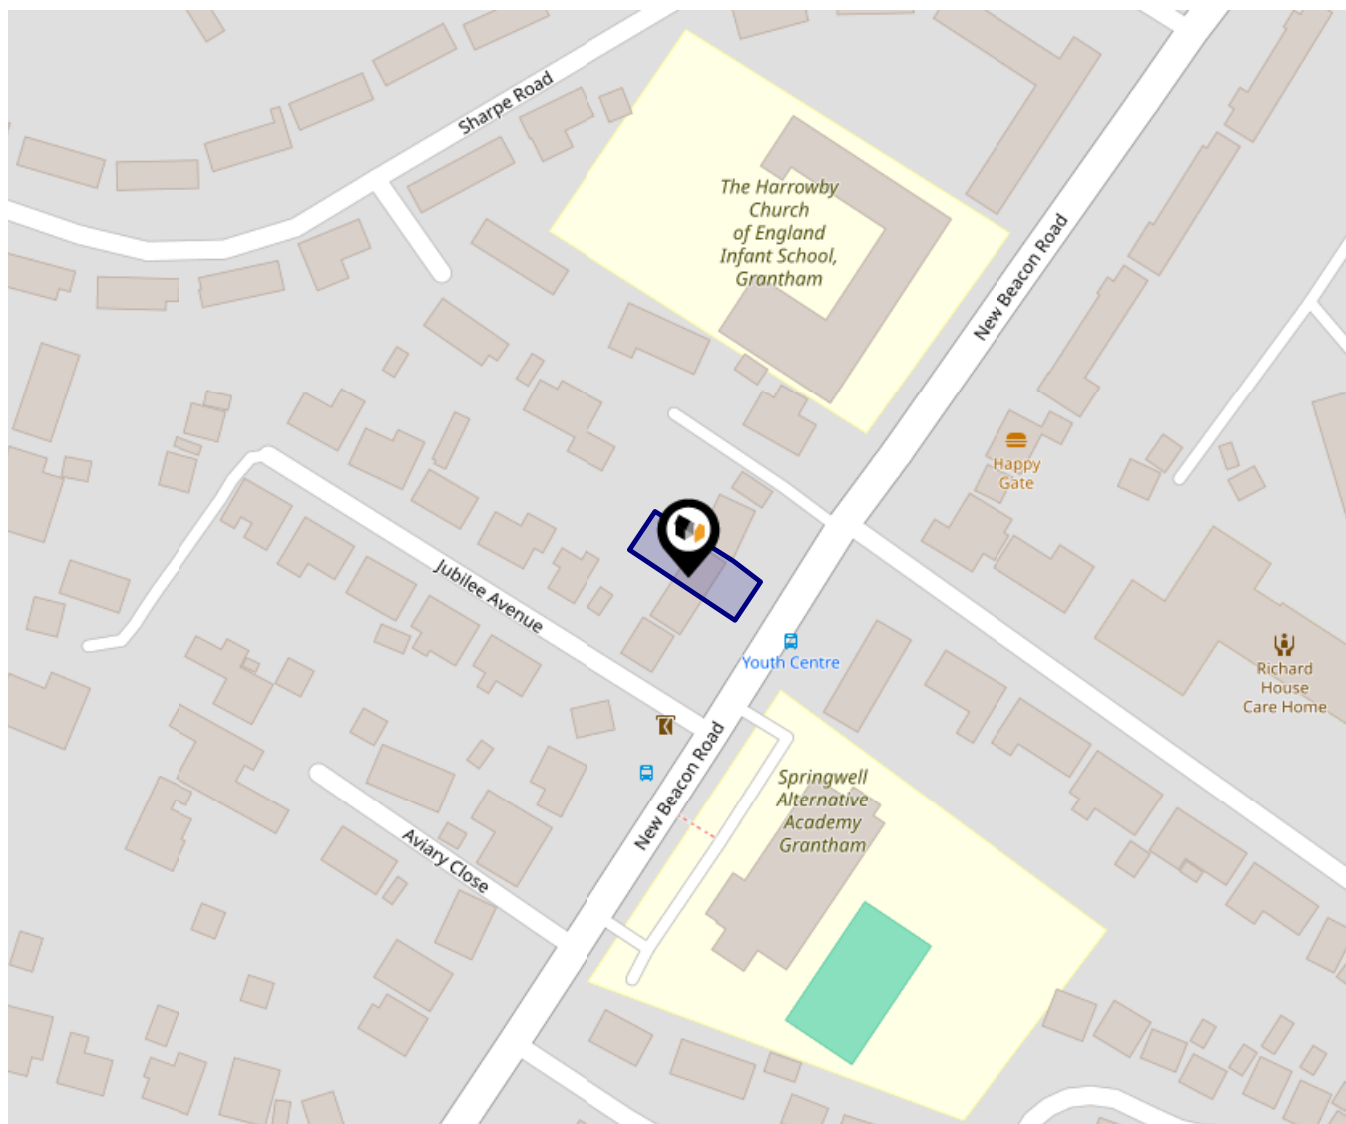 Sharpe Road
The Harrowby
Church
of England
Infant School,
Grantham
New Beacon Road
Happy
Gate
Jubilee Avenue
Youth Centre
Richard
House
Care Home
New Beacon Road
Springwell
Alternative
Academy
Grantham
Aviary Close